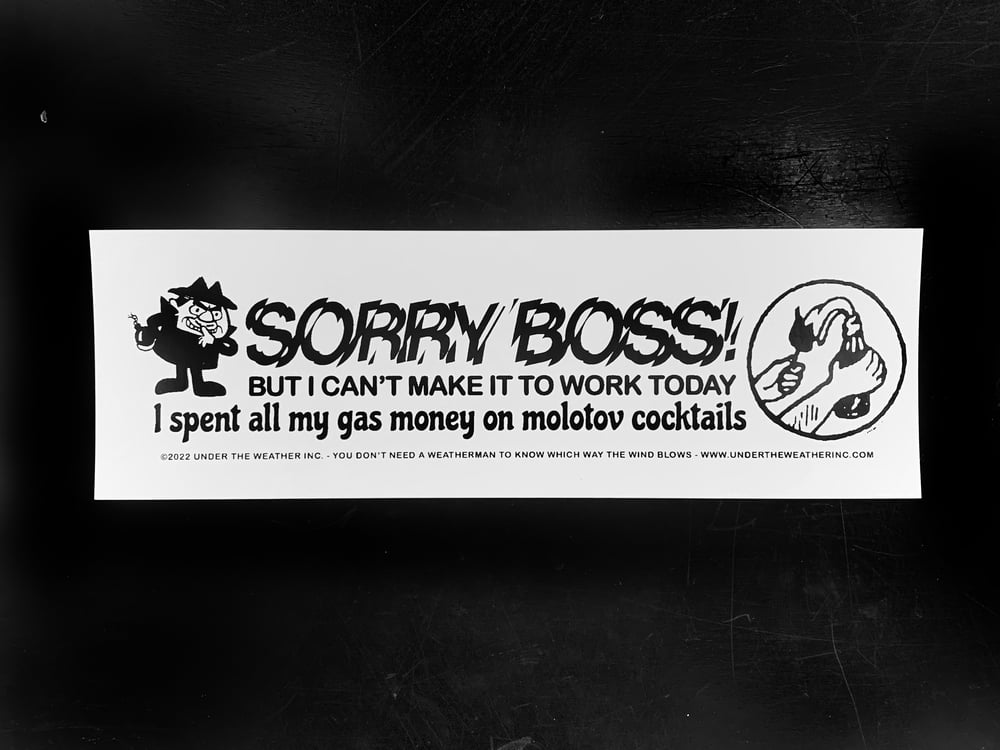 SORRY BOSS!
BUT I CAN'T MAKE IT TO WORK TODAY
I spent all my gas money on molotov cocktails
©2022 UNDER THE WEATHER INC. - YOU DON'T NEED A WEATHERMAN TO KNOW WHICH WAY THE WIND BLOWS - WWW.UNDERTHEWEATHERINC.COM